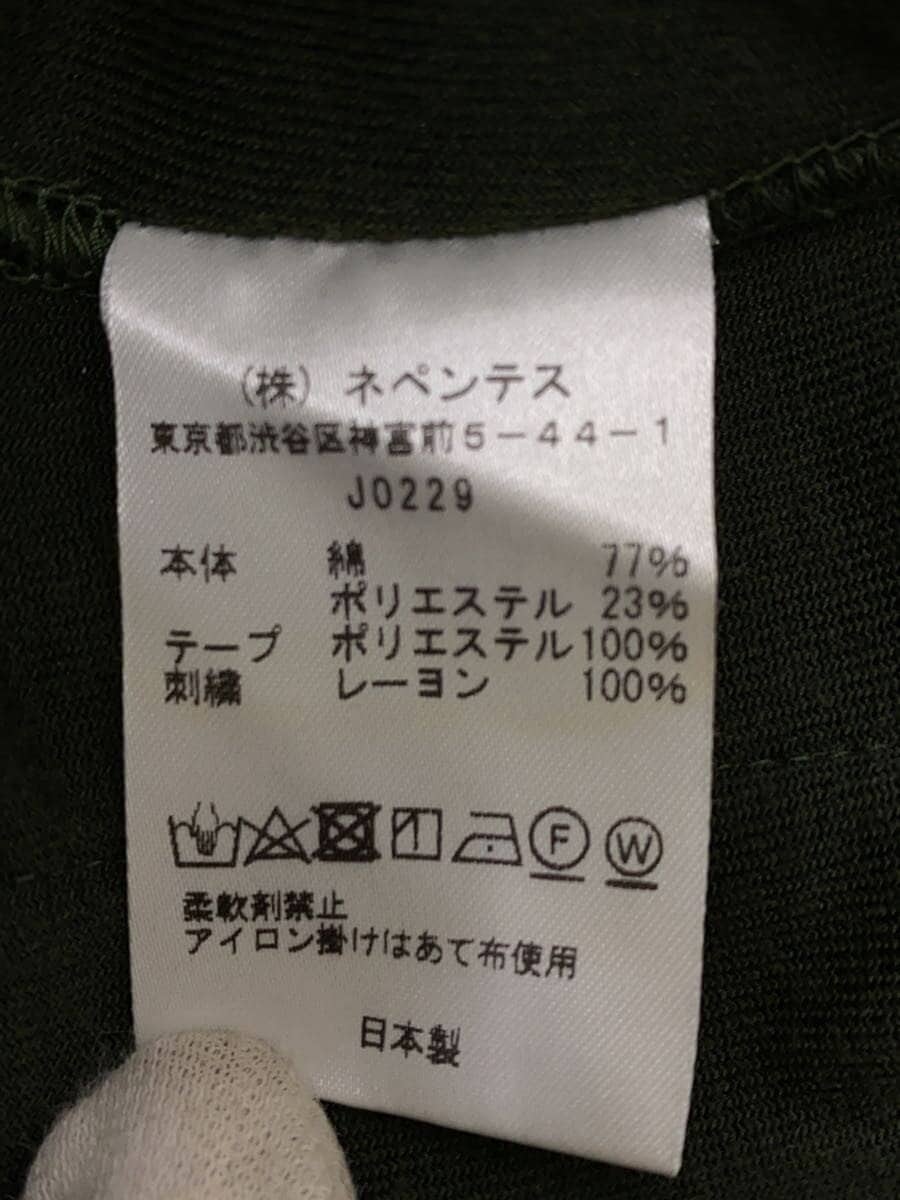 (株) ネペンテス
東京都渋谷区神宮前5-44-1
J0229
本体 綿 77%
ポリエステル 23%
テープ ポリエステル 100%
刺繍 レーヨン 100%
F W
柔軟剤禁止
アイロン掛けはあて布使用
日本製